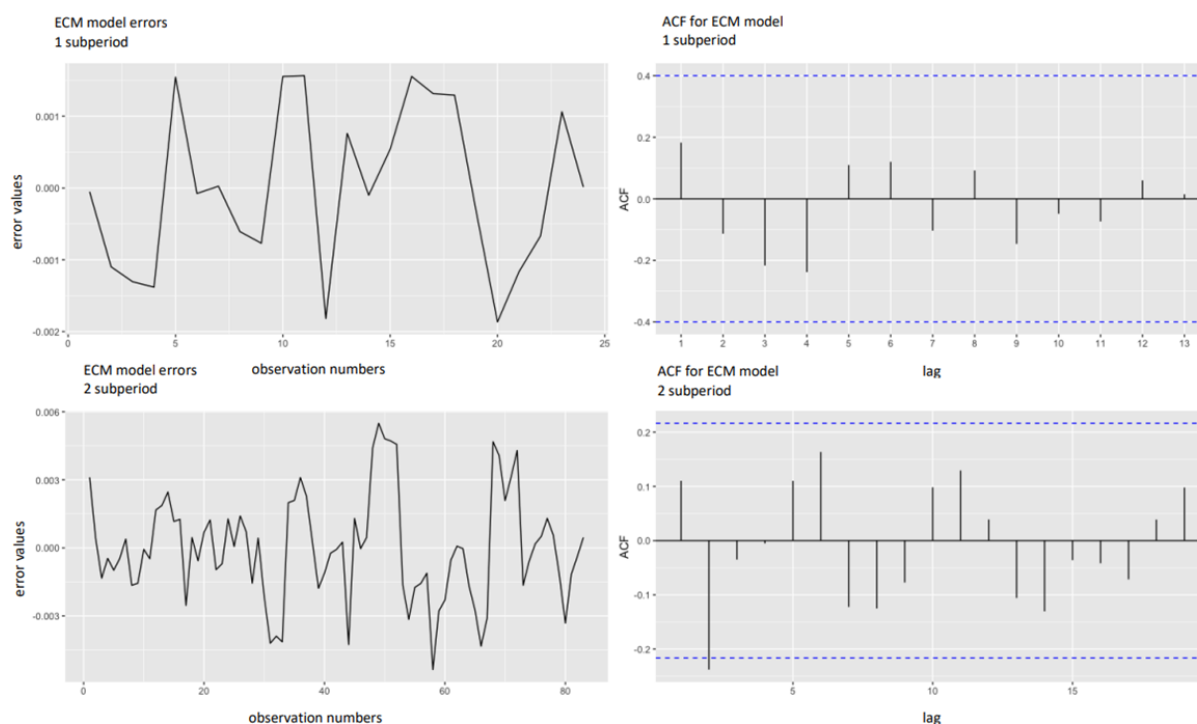 ECM model errors
1 subperiod
error values
0.001
0.000
-0.001
-0.002
0 5 10 15 20 25
observation numbers
ACF for ECM model
1 subperiod
ACF
0.4
0.2
0.0
-0.2
-0.4
1 2 3 4 5 6 7 8 9 10 11 12 13
lag
ECM model errors
2 subperiod
error values
0.006
0.003
0.000
-0.003
0 20 40 60 80
observation numbers
ACF for ECM model
2 subperiod
ACF
0.2
0.1
0.0
-0.1
-0.2
5 10 15
lag